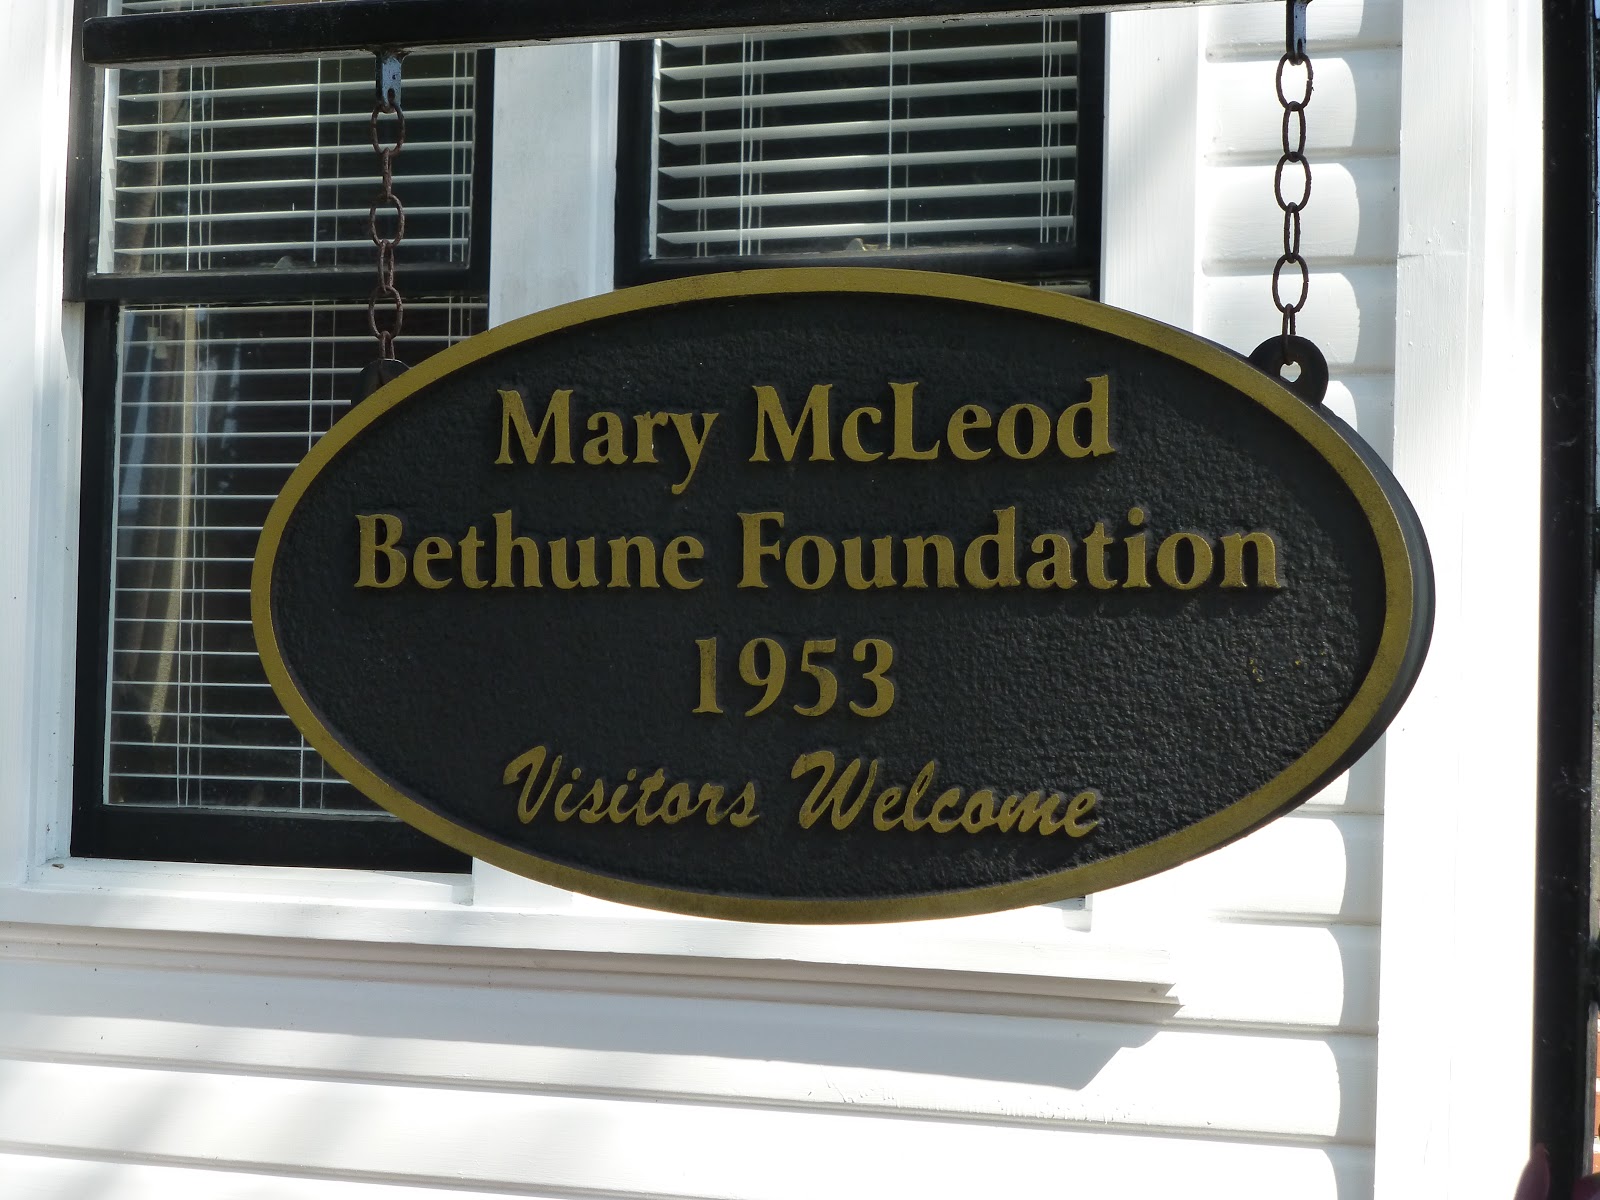 Mary McLeod
Bethune Foundation
1953
Visitors Welcome